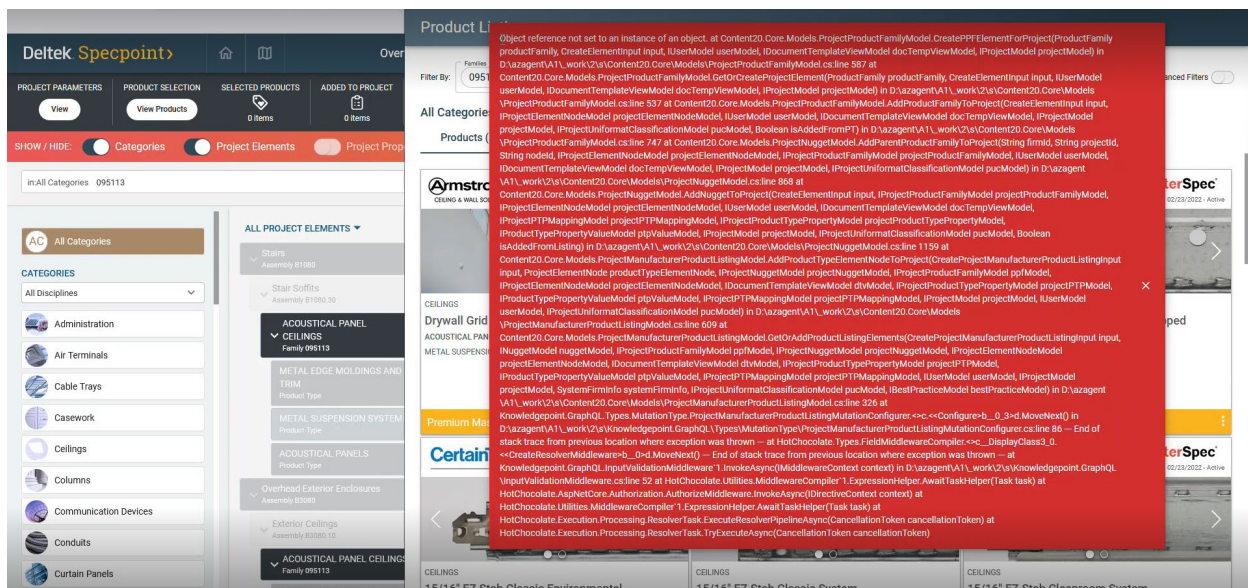 Deltek Specpoint>
Over
PROJECT PARAMETERS
View
PRODUCT SELECTION
View Products
SELECTED PRODUCTS
0 items
ADDED TO PROJECT
0 items
SHOW / HIDE:
Categories
Project Elements
Project Prop
in:All Categories 095113
AC All Categories
CATEGORIES
All Disciplines
Administration
Air Terminals
Cable Trays
Casework
Ceilings
Columns
Communication Devices
Conduits
Curtain Panels
ALL PROJECT ELEMENTS
Stairs
Assembly B1080
Stair Soffits
Assembly B1080.30
ACOUSTICAL PANEL
CEILINGS
Family 095113
METAL EDGE MOLDINGS AND
TRIM
Product Type
METAL SUSPENSION SYSTEM
Product Type
ACOUSTICAL PANELS
Product Type
Overhead Exterior Enclosures
Assembly B3080
Exterior Ceilings
Assembly B3080.10
ACOUSTICAL PANEL CEILINGS
Family 095113
Product Listi
Filter By:
Families
0951
anced Filters
All Categorie
Products (
Armstro
CEILING & WALL SO
CEILINGS
Drywall Grid
ACOUSTICAL PAN
METAL SUSPENSI
Premium Mas
Certain
Object reference not set to an instance of an object. at Content20.Core.Models.ProjectProductFamilyModel.CreatePPFElementForProject(ProductFamily
productFamily, CreateElementInput input, IUserModel userModel, IDocumentTemplateViewModel docTempViewModel, IProjectModel projectModel) in
D:\azagent\A1\_work\2\s\Content20.Core\Models\ProjectProductFamilyModel.cs:line 587 at
Content20.Core.Models.ProjectProductFamilyModel.GetOrCreateProjectElement(ProductFamily productFamily, CreateElementInput input, IUserModel
userModel, IDocumentTemplateViewModel docTempViewModel, IProjectModel projectModel) in D:\azagent\A1\_work\2\s\Content20.Core\Models
\ProjectProductFamilyModel.cs:line 537 at Content20.Core.Models.ProjectProductFamilyModel.AddProductFamilyToProject(CreateElementInput input,
IProjectElementNodeModel projectElementNodeModel, IUserModel userModel, IDocumentTemplateViewModel docTempView, IProjectModel
projectModel, IProjectUniformatClassificationModel pucModel, Boolean isAddedFromPT) in D:\azagent\A1\_work\2\s\Content20.Core\Models
\ProjectProductFamilyModel.cs:line 747 at Content20.Core.Models.ProjectNuggetModel.AddParentProductFamilyToProject(String firmId, String projectId,
String nodeId, IProjectElementNodeModel projectElementNodeModel, IProjectProductFamilyModel projectProductFamilyModel, IUserModel userModel,
IDocumentTemplateViewModel docTempView, IProjectModel projectModel, IProjectUniformatClassificationModel pucModel) in D:\azagent
\A1\_work\2\s\Content20.Core\Models\ProjectNuggetModel.cs:line 868 at
Content20.Core.Models.ProjectNuggetModel.AddNuggetToProject(CreateElementInput input, IProjectProductFamilyModel projectProductFamilyModel,
IProjectElementNodeModel projectElementNodeModel, IUserModel userModel, IDocumentTemplateViewModel docTempViewModel,
IProjectPTPMappingModel projectPTPMappingModel, IProjectProductTypePropertyModel projectProductTypePropertyModel,
IProductTypePropertyValueModel ptpValueModel, IProjectModel projectModel, IProjectUniformatClassificationModel pucModel, Boolean
isAddedFromListing) in D:\azagent\A1\_work\2\s\Content20.Core\Models\ProjectNuggetModel.cs:line 1159 at
Content20.Core.Models.ProjectManufacturerProductListingModel.AddProductTypeElementNodeToProject(CreateProjectManufacturerProductListingInput
input, ProjectElementNode productTypeElementNode, IProjectNuggetModel projectNuggetModel, IProjectProductFamilyModel ppfModel,
IProjectElementNodeModel projectElementNodeModel, IDocumentTemplateViewModel dtvModel, IProjectProductTypePropertyModel projectPTPModel,
IProductTypePropertyValueModel ptpValueModel, IProjectPTPMappingModel projectPTPMappingModel, IProjectModel projectModel, IUserModel
userModel, IProjectUniformatClassificationModel pucModel) in D:\azagent\A1\_work\2\s\Content20.Core\Models
\ProjectManufacturerProductListingModel.cs:line 609 at
Content20.Core.Models.ProjectManufacturerProductListingModel.GetOrAddProductListingElements(CreateProjectManufacturerProductListingInput input,
INuggetModel nuggetModel, IProjectProductFamilyModel ppfModel, IProjectNuggetModel projectNuggetModel, IProjectElementNodeModel
projectElementNodeModel, IDocumentTemplateViewModel dtvModel, IProjectProductTypePropertyModel projectPTPModel,
IProductTypePropertyValueModel ptpValueModel, IProjectPTPMappingModel projectPTPMappingModel, IUserModel userModel, IProjectModel
projectModel, SystemFirmInfo systemFirmInfo, IProjectUniformatClassificationModel pucModel, IBestPracticeModel bestPracticeModel) in D:\azagent
\A1\_work\2\s\Content20.Core\Models\ProjectManufacturerProductListingModel.cs:line 326 at
Knowledgepoint.GraphQL.Types.MutationType.ProjectManufacturerProductListingMutationConfigurer.<>c.<<Configure>b__0_3>d.MoveNext() in
D:\azagent\A1\_work\2\s\Knowledgepoint.GraphQL\Types\MutationType\ProjectManufacturerProductListingMutationConfigurer.cs:line 86 — End of
stack trace from previous location where exception was thrown — at HotChocolate.Types.FieldMiddlewareCompiler.<>c__DisplayClass3_0.
<<CreateResolverMiddleware>b__0>d.MoveNext() — End of stack trace from previous location where exception was thrown — at
Knowledgepoint.GraphQL.InputValidationMiddleware`1.InvokeAsync(IMiddlewareContext context) in D:\azagent\A1\_work\2\s\Knowledgepoint.GraphQL
\InputValidationMiddleware.cs:line 52 at HotChocolate.Utilities.MiddlewareCompiler`1.ExpressionHelper.AwaitTaskHelper(Task task) at
HotChocolate.AspNetCore.Authorization.AuthorizeMiddleware.InvokeAsync(IDirectiveContext context) at
HotChocolate.Utilities.MiddlewareCompiler`1.ExpressionHelper.AwaitTaskHelper(Task task) at
HotChocolate.Execution.Processing.ResolverTask.ExecuteResolverPipelineAsync(CancellationToken cancellationToken) at
HotChocolate.Execution.Processing.ResolverTask.TryExecuteAsync(CancellationToken cancellationToken)
terSpec
02/23/2022 - Active
pped
terSpec
02/23/2022 - Active
CEILINGS
15/16" EZ Stab Classic Environmental
CEILINGS
15/16" EZ Stab Classic System
CEILINGS
15/16" EZ Stab Cleanroom System